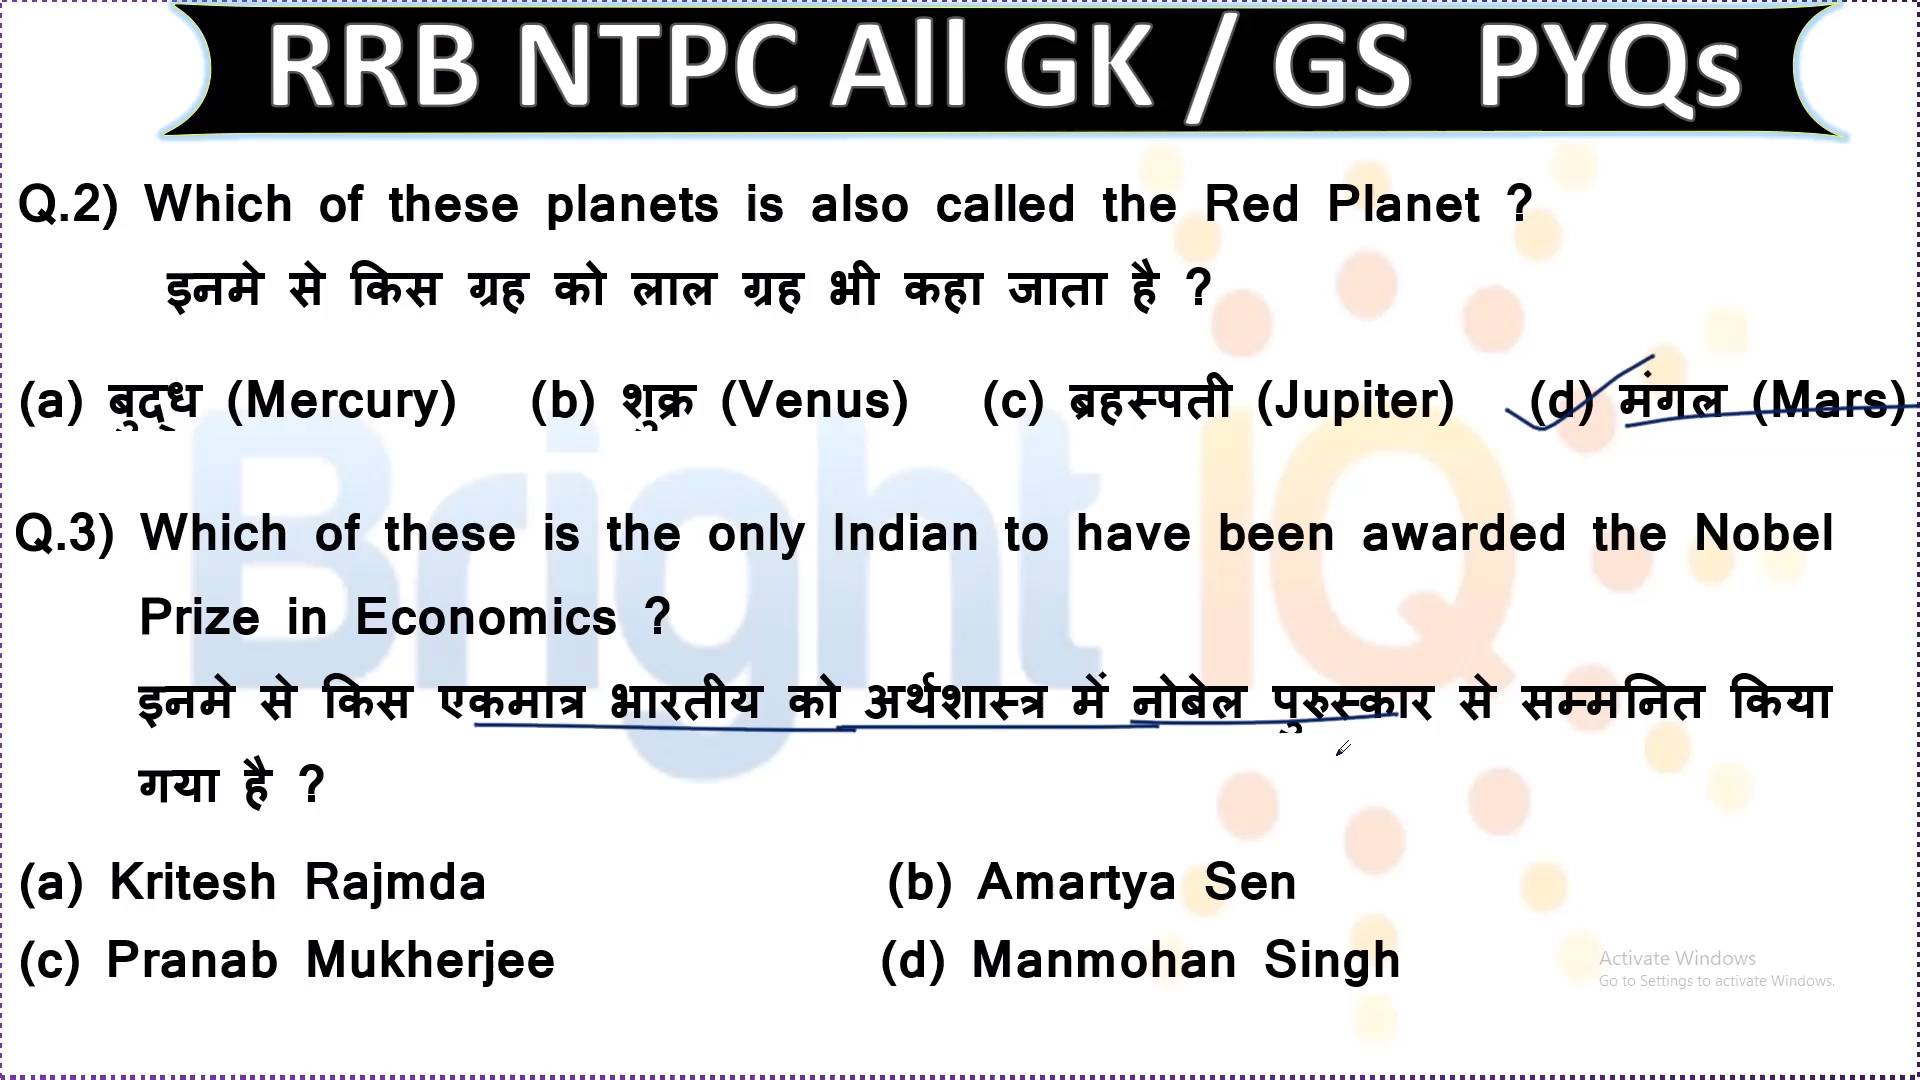 RRB NTPC All GK / GS PYQs
Q.2) Which of these planets is also called the Red Planet ?
इनमे से किस ग्रह को लाल ग्रह भी कहा जाता है ?
(a) बुद्ध (Mercury) (b) शुक्र (Venus) (c) ब्रहस्पती (Jupiter) (d) मंगल (Mars)
Bright IQ
Q.3) Which of these is the only Indian to have been awarded the Nobel
Prize in Economics ?
इनमे से किस एकमात्र भारतीय को अर्थशास्त्र में नोबेल पुरुस्कार से सम्मनित किया
गया है ?
(a) Kritesh Rajmda (b) Amartya Sen
(c) Pranab Mukherjee (d) Manmohan Singh
Activate Windows
Go to Settings to activate Windows.